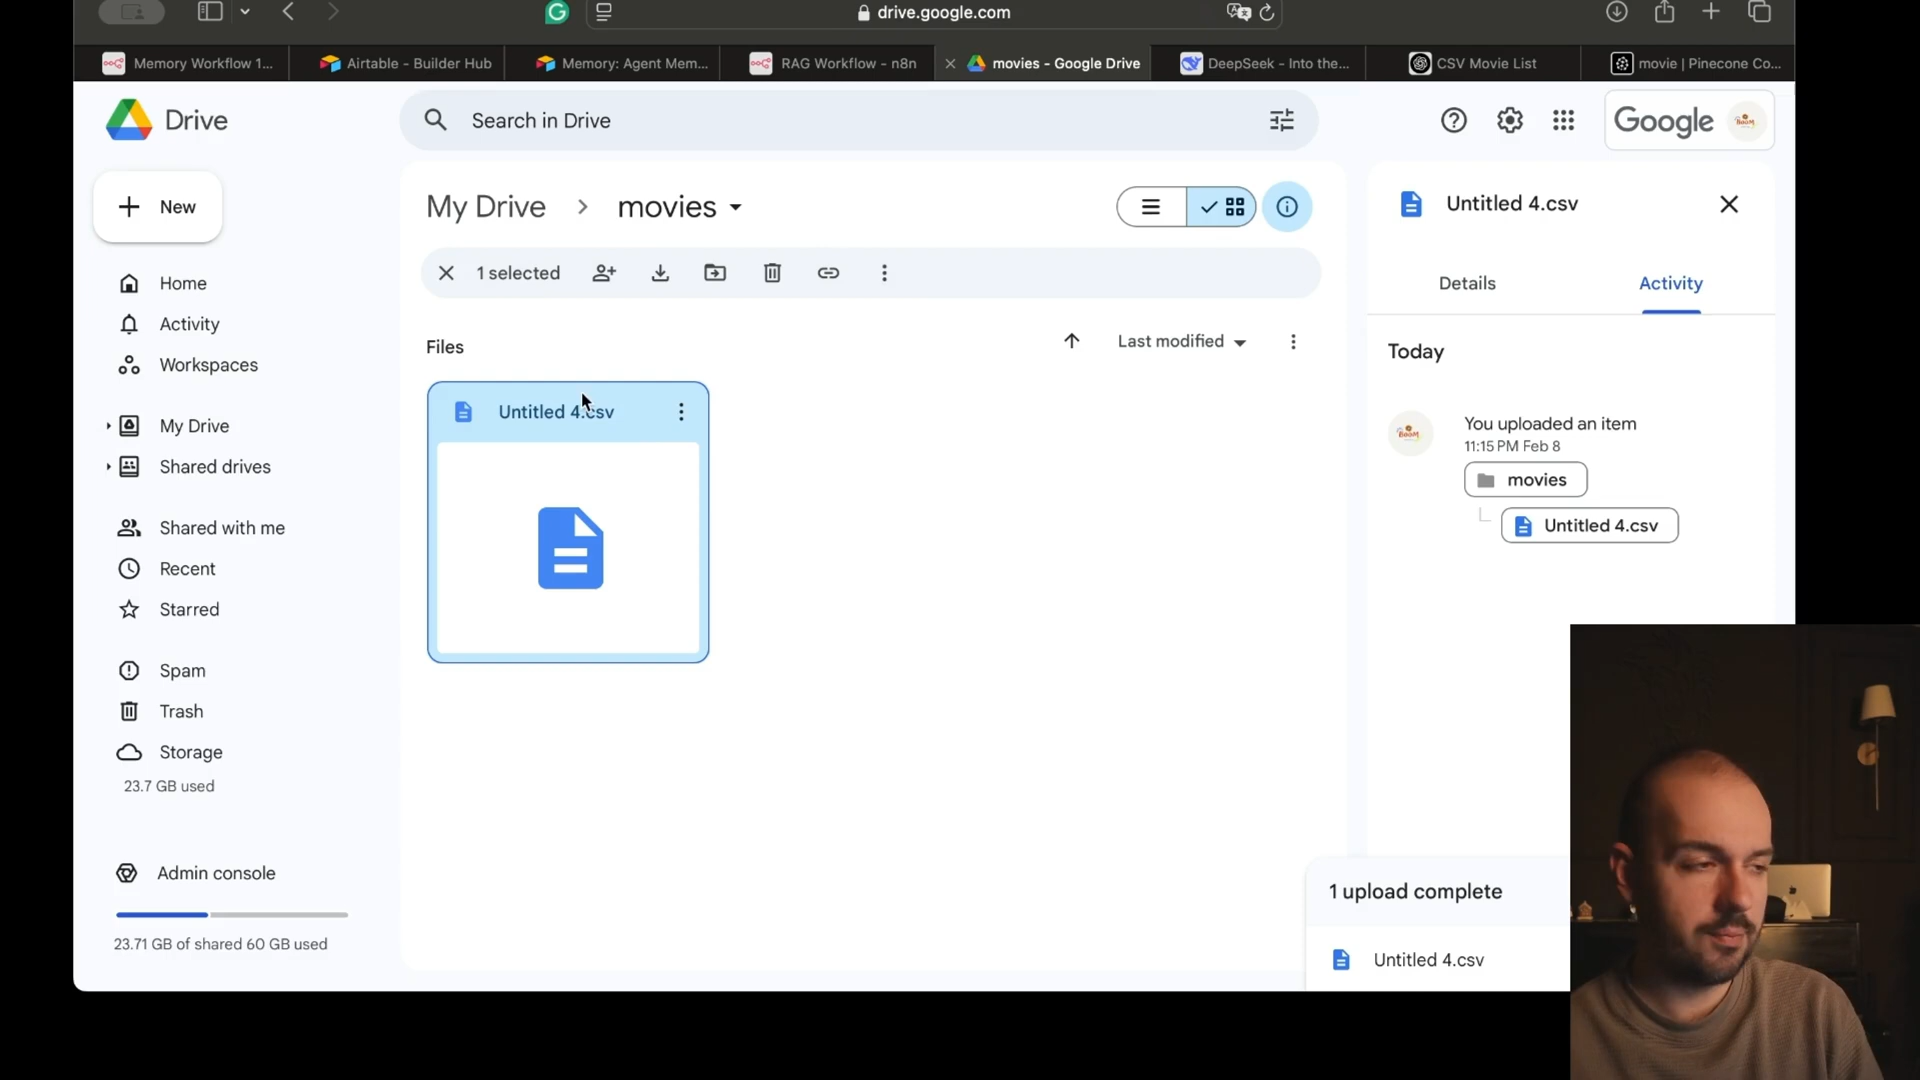 drive.google.com
Memory Workflow 1...
Airtable - Builder Hub
Memory: Agent Mem...
RAG Workflow - n8n
movies - Google Drive
DeepSeek - Into the...
CSV Movie List
movie | Pinecone Co...
Drive
Search in Drive
Google
New
Home
Activity
Workspaces
My Drive
Shared drives
Shared with me
Recent
Starred
Spam
Trash
Storage
23.7 GB used
Admin console
23.71 GB of shared 60 GB used
My Drive > movies
1 selected
Files
Last modified
Untitled 4.csv
Untitled 4.csv
Details
Activity
Today
You uploaded an item
11:15 PM Feb 8
movies
Untitled 4.csv
1 upload complete
Untitled 4.csv